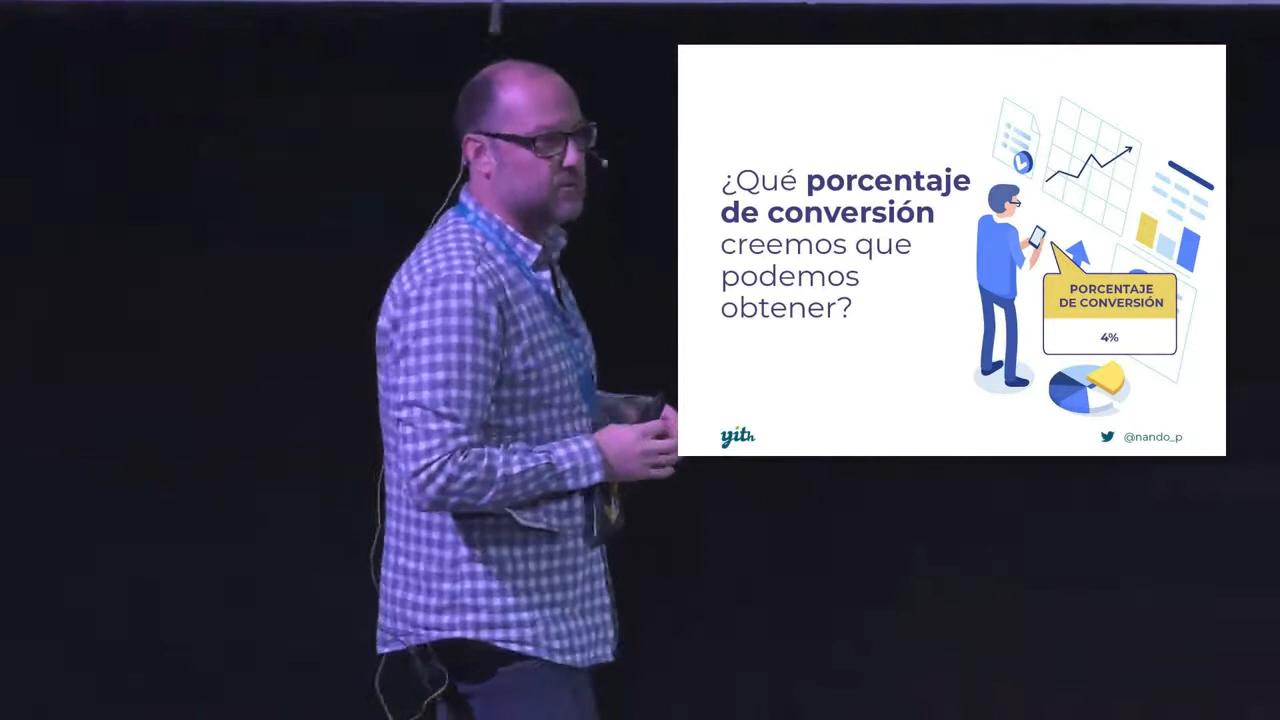 ¿Qué porcentaje
de conversión
creemos que
podemos
obtener?
PORCENTAJE
DE CONVERSIÓN
4%
yith
@nando_p